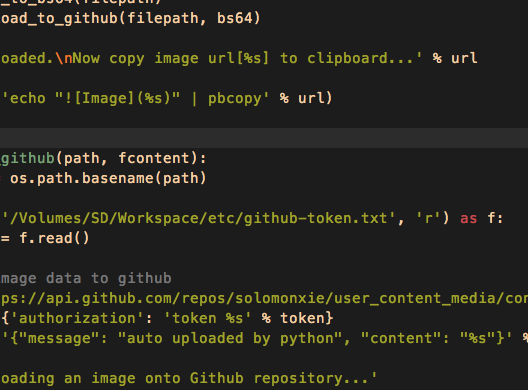 _to_bs64(filepath)
oad_to_github(filepath, bs64)
oaded.\nNow copy image url[%s] to clipboard...' % url
'echo "![Image](%s)" | pbcopy' % url)
github(path, fcontent):
os.path.basename(path)
'/Volumes/SD/Workspace/etc/github-token.txt', 'r') as f:
= f.read()
mage data to github
ps://api.github.com/repos/solomonxie/user_content_media/con
{'authorization': 'token %s' % token}
'{"message": "auto uploaded by python", "content": "%s"}' %
oading an image onto Github repository...'